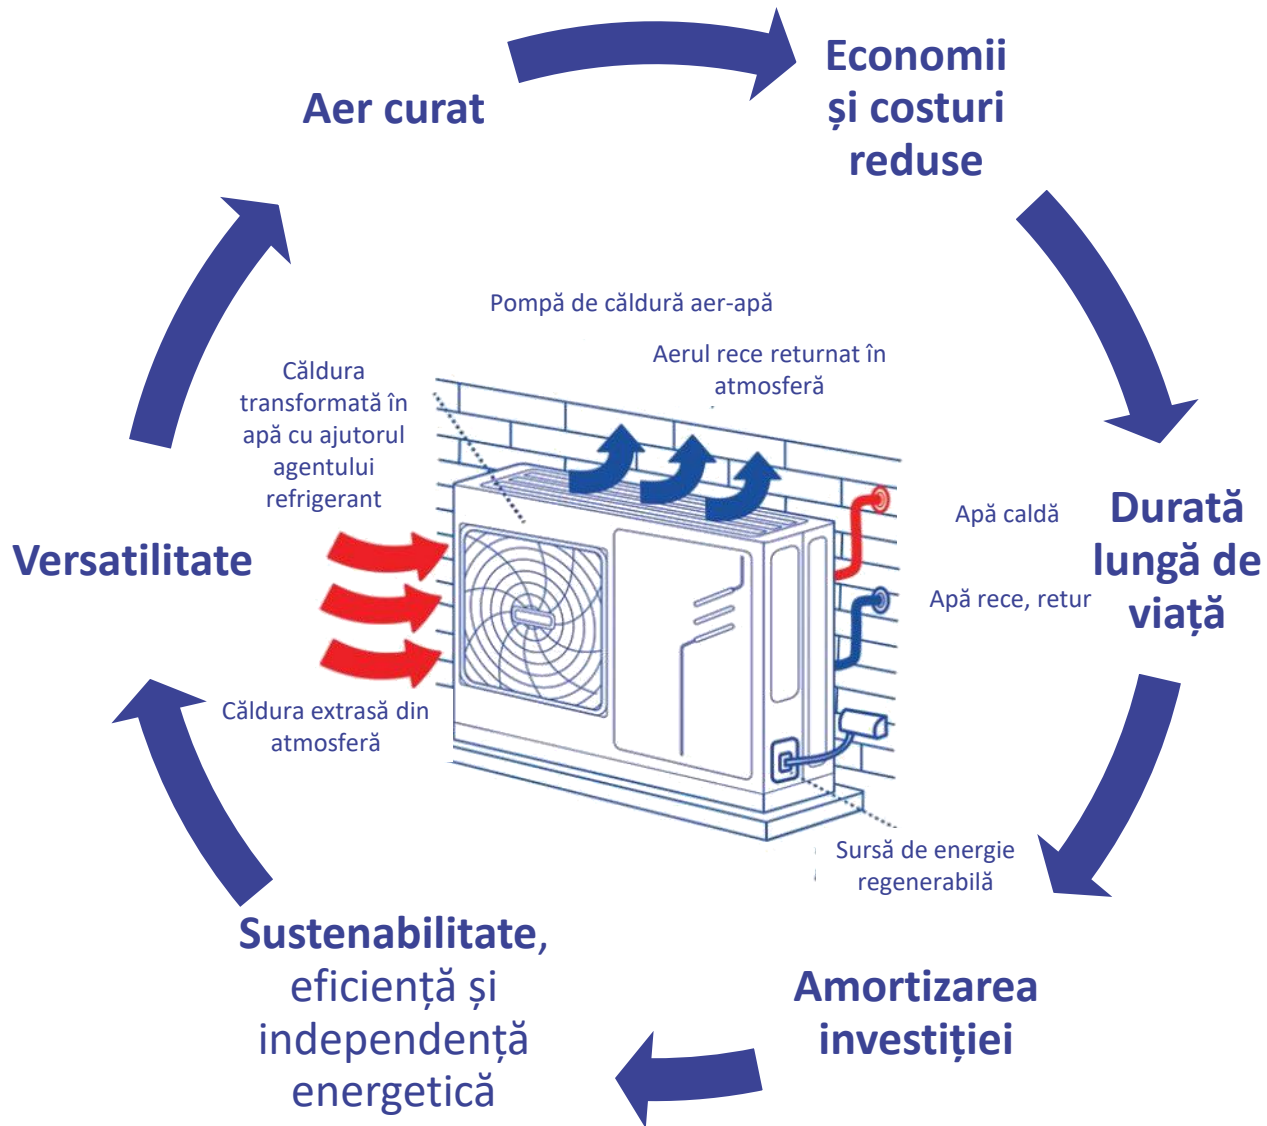 Aer curat
Economii
și costuri
reduse
Pompă de căldură aer-apă
Aerul rece returnat în
atmosferă
Căldura
transformată în
apă cu ajutorul
agentului
refrigerant
Apă caldă
Durată
lungă de
viață
Versatilitate
Apă rece, retur
Căldura extrasă din
atmosferă
Sursă de energie
regenerabilă
Sustenabilitate,
eficiență și
independență
energetică
Amortizarea
investiției